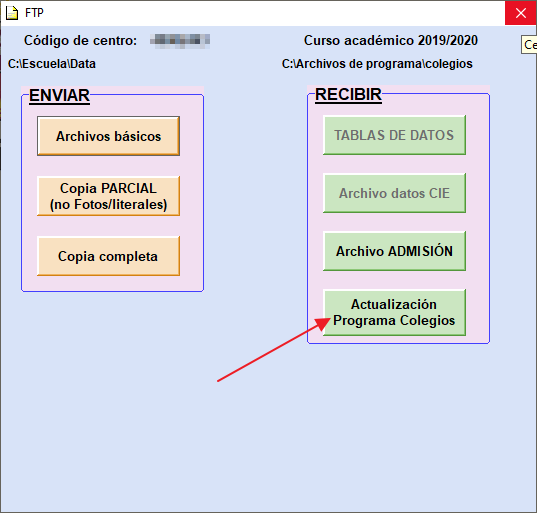 FTP
Código de centro:
Curso académico 2019/2020
Ce
C:\Escuela\Data
C:\Archivos de programa\colegios
ENVIAR
Archivos básicos
Copia PARCIAL
(no Fotos/literales)
Copia completa
RECIBIR
TABLAS DE DATOS
Archivo datos CIE
Archivo ADMISIÓN
Actualización
Programa Colegios